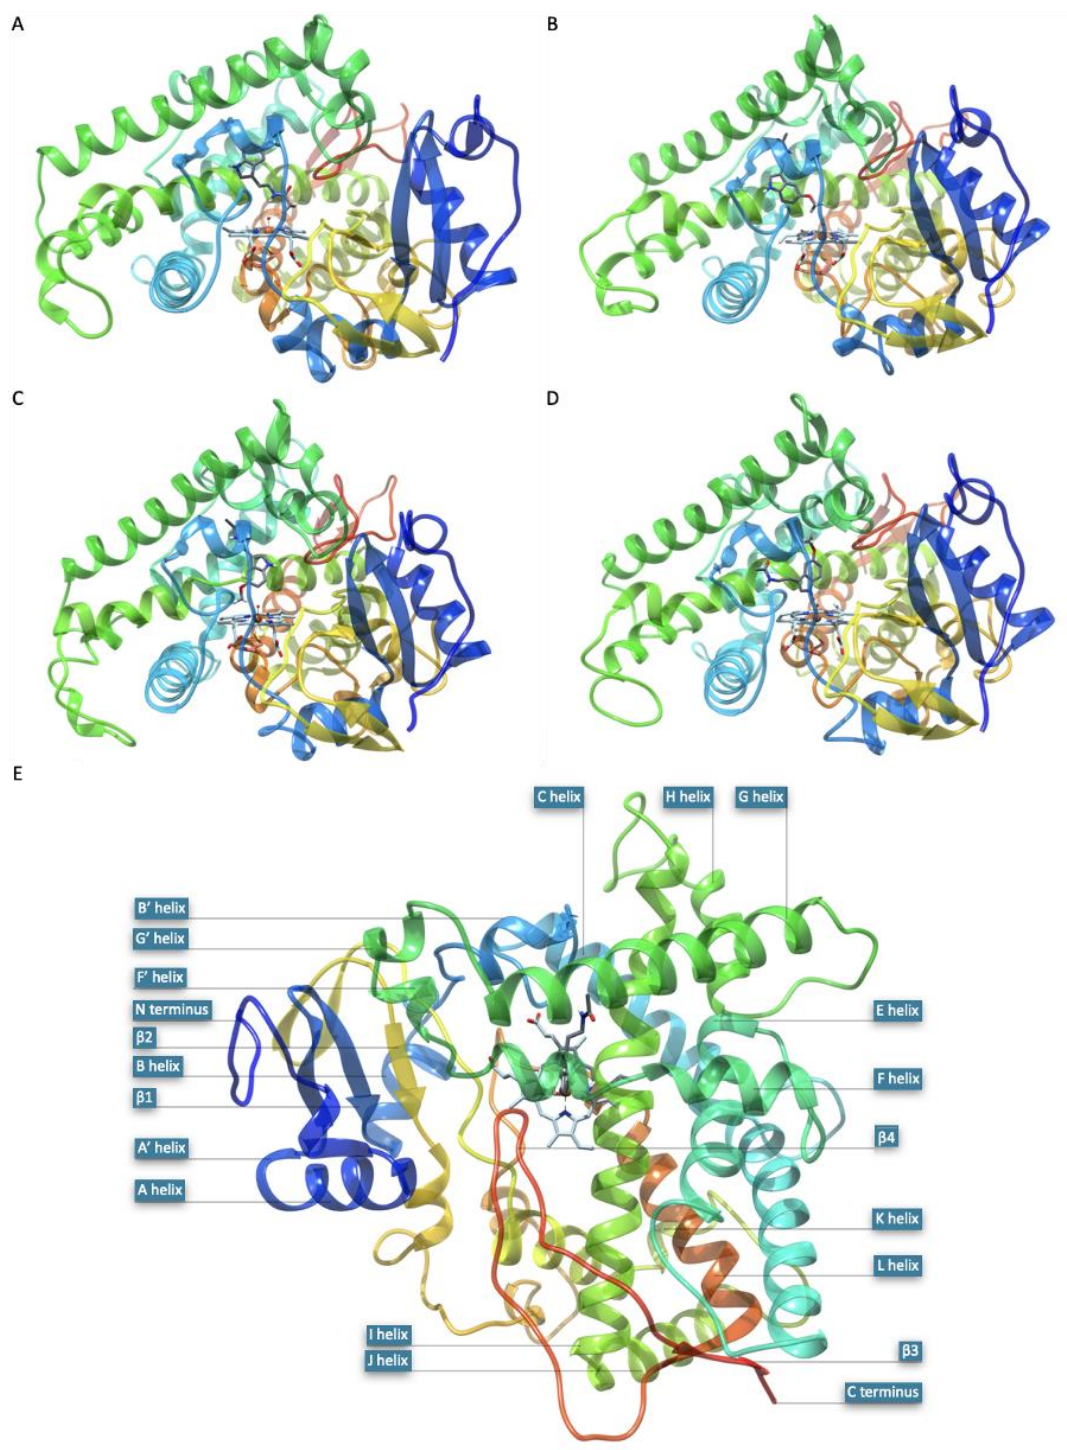 A
B
C
D
E
C helix
H helix
G helix
B′ helix
G′ helix
F′ helix
N terminus
β2
B helix
β1
A′ helix
A helix
E helix
F helix
β4
K helix
L helix
I helix
J helix
β3
C terminus